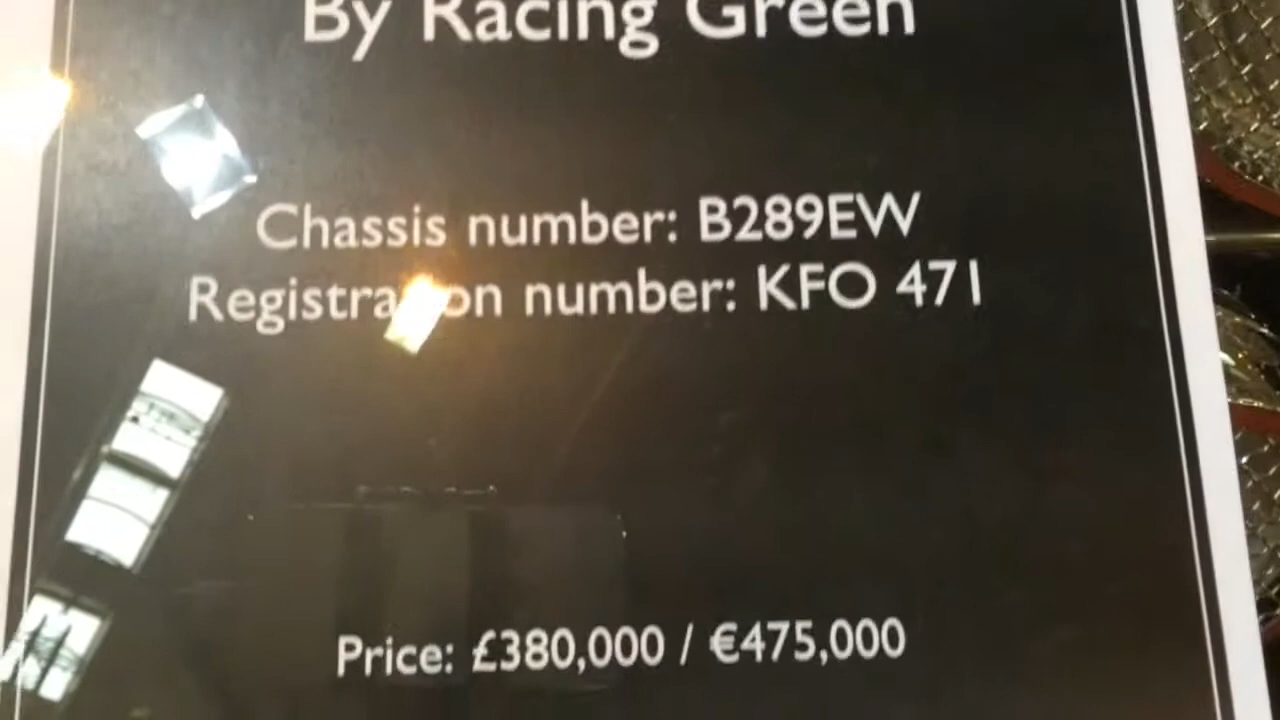 By Racing Green
Chassis number: B289EW
Registration number: KFO 471
Price: £380,000 / €475,000